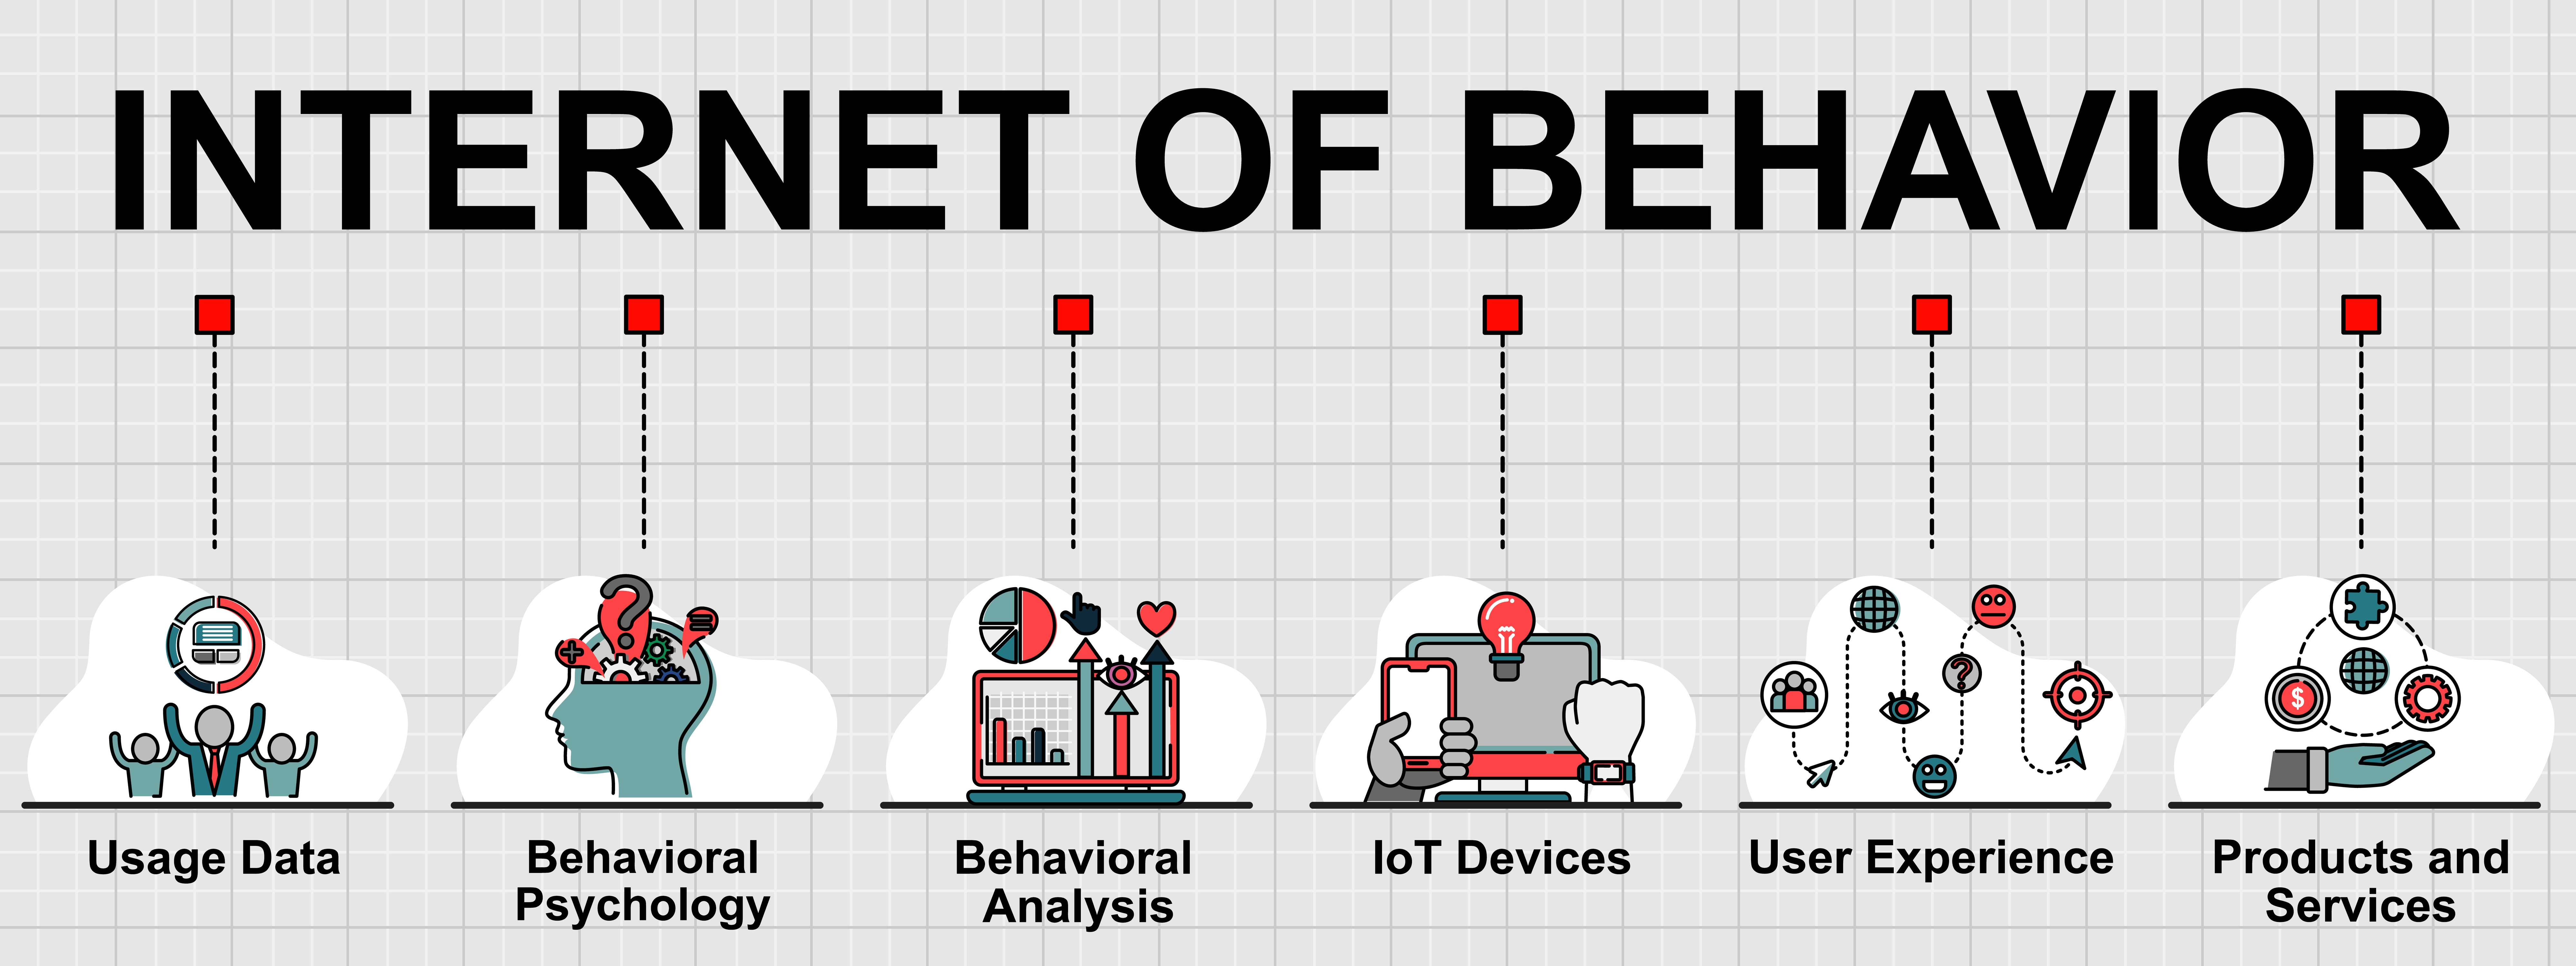 INTERNET OF BEHAVIOR
Usage Data
Behavioral
Psychology
Behavioral
Analysis
IoT Devices
User Experience
Products and
Services
?
?
$